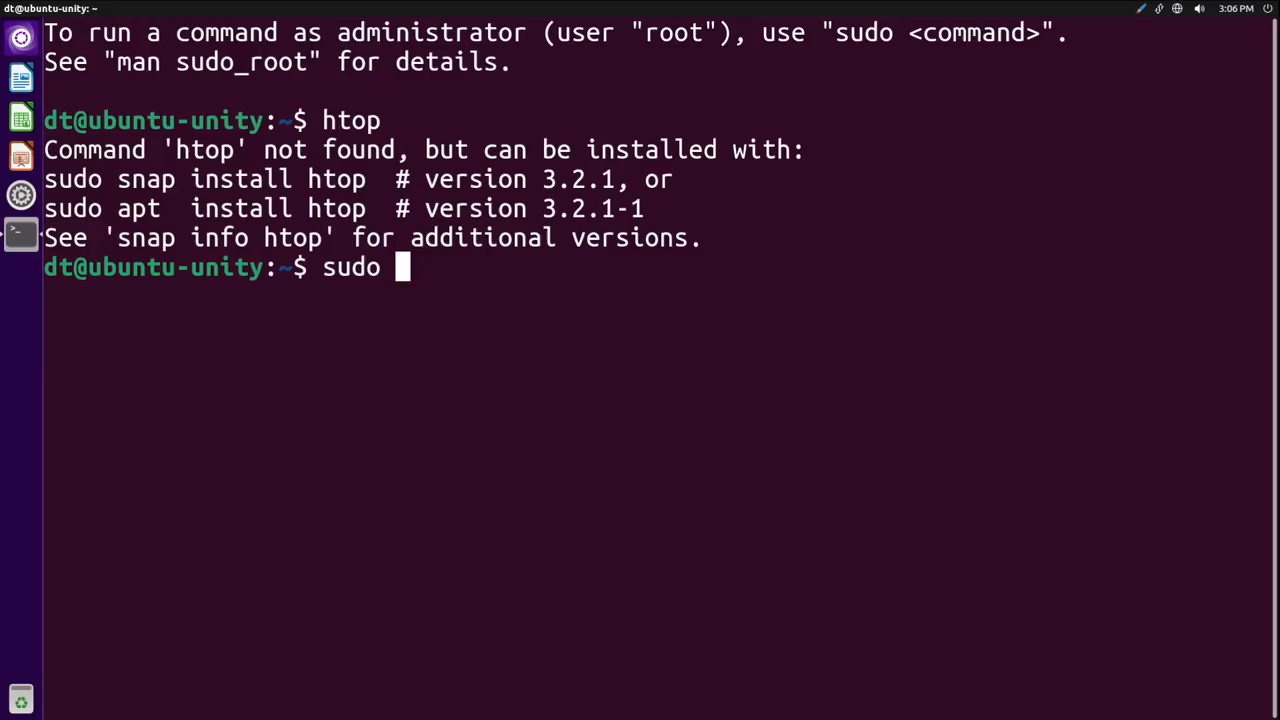 dt@ubuntu-unity: ~
3:06 PM
To run a command as administrator (user "root"), use "sudo <command>".
See "man sudo_root" for details.
dt@ubuntu-unity:~$ htop
Command 'htop' not found, but can be installed with:
sudo snap install htop  # version 3.2.1, or
sudo apt  install htop  # version 3.2.1-1
See 'snap info htop' for additional versions.
dt@ubuntu-unity:~$ sudo